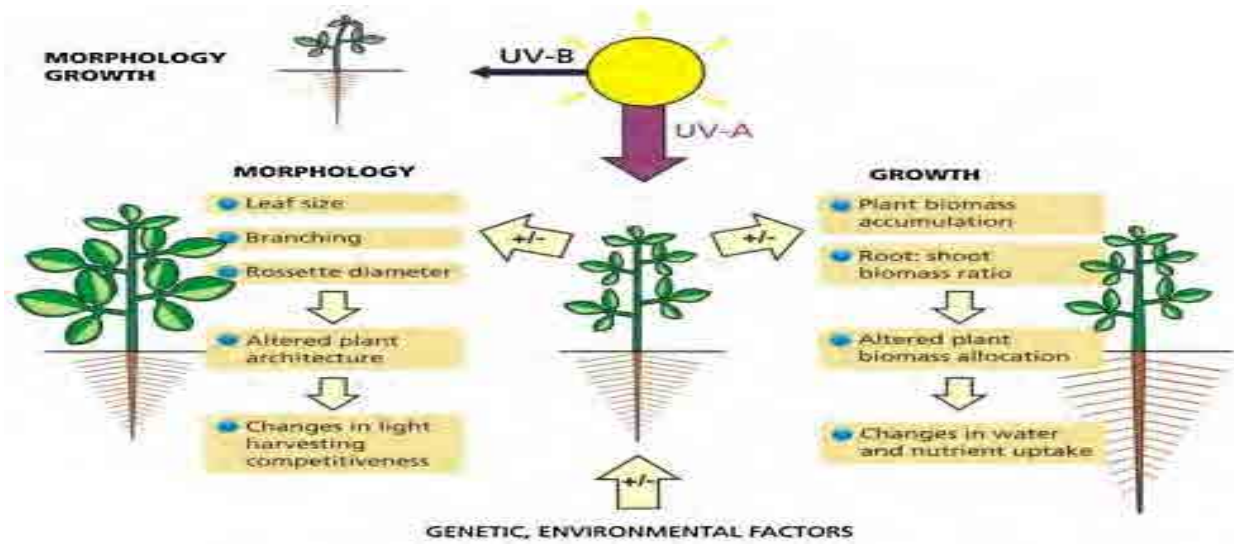 MORPHOLOGY
GROWTH
UV-B
UV-A
MORPHOLOGY
Leaf size
Branching
Rossette diameter
Altered plant
architecture
Changes in light
harvesting
competitiveness
+/-
+/-
GROWTH
Plant biomass
accumulation
Root: shoot
biomass ratio
Altered plant
biomass allocation
Changes in water
and nutrient uptake
+/-
GENETIC, ENVIRONMENTAL FACTORS